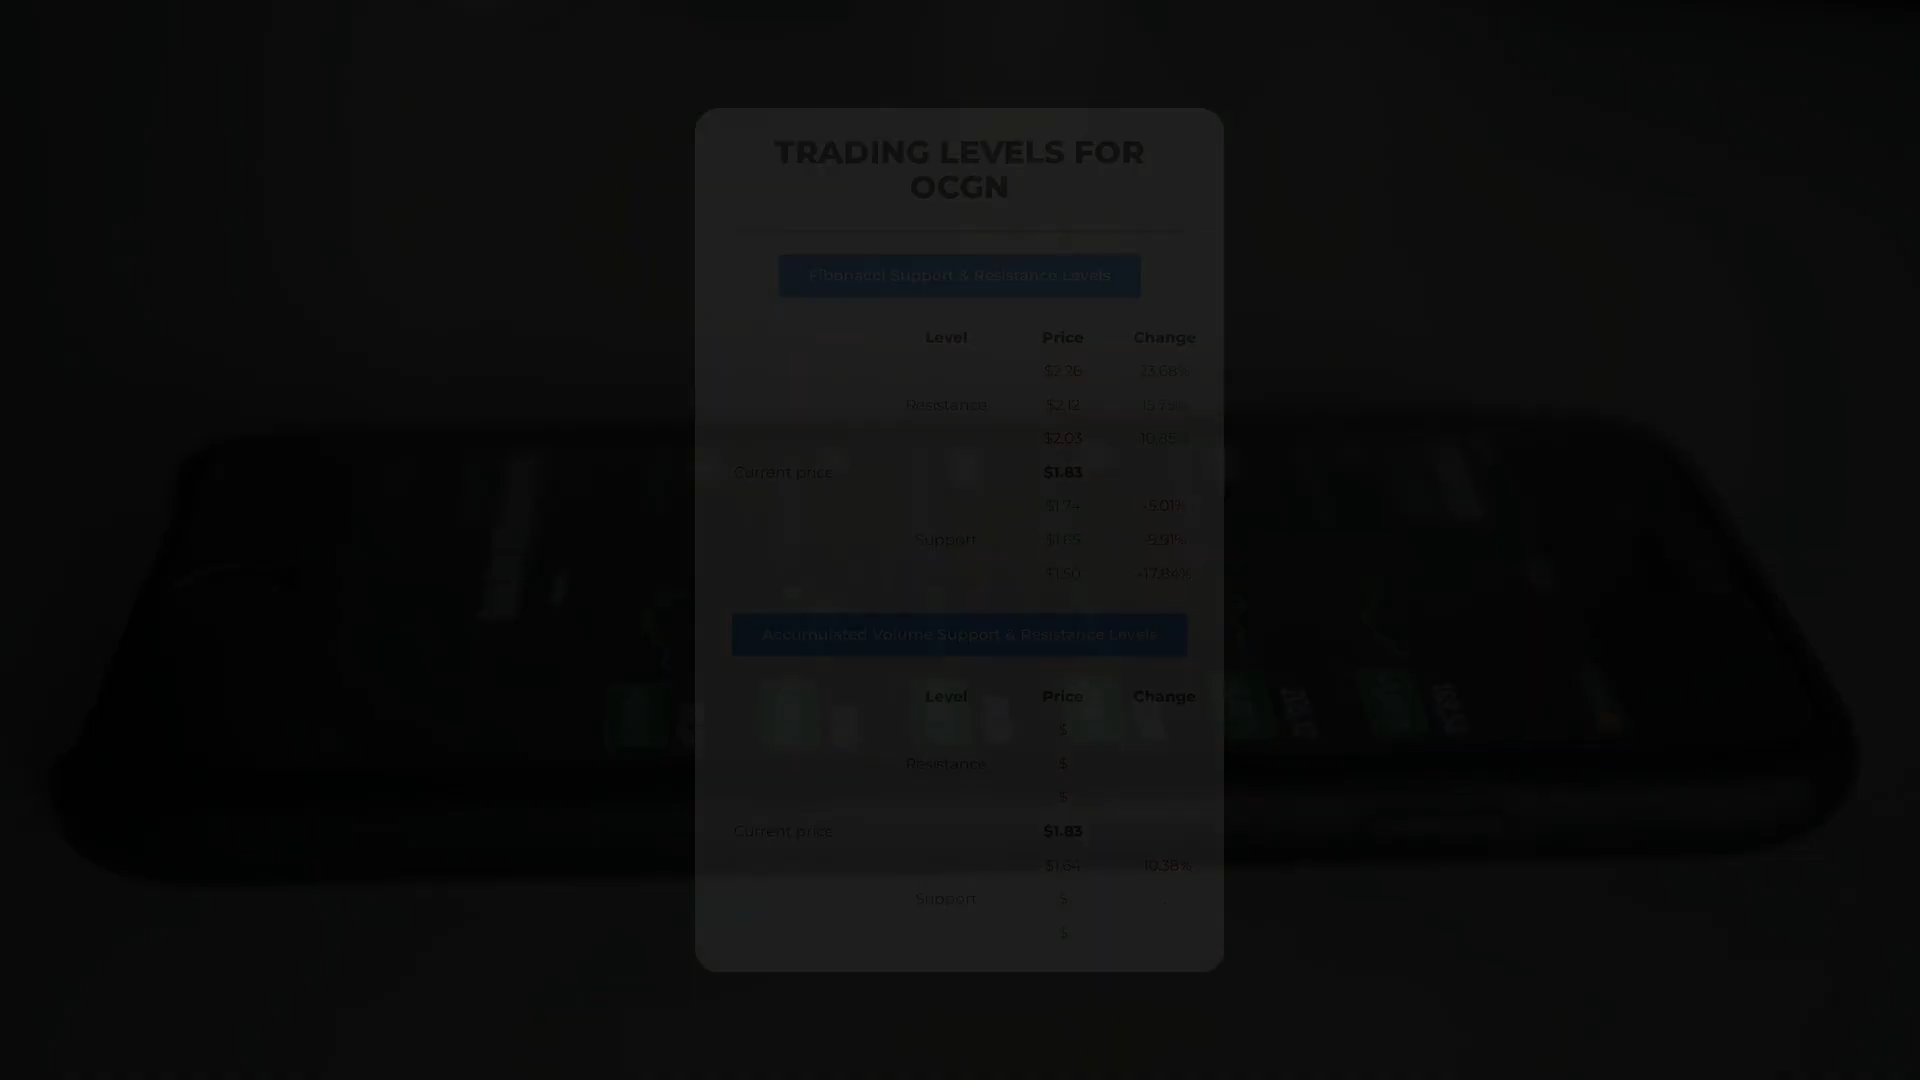 TRADING LEVELS FOR
OCGN
Fibonacci Support & Resistance Levels
Level Price Change
$2.26 23.68%
Resistance $2.12 15.75%
$2.03 10.85%
Current price $1.83
$1.74 -5.01%
Support $1.65 -9.91%
$1.50 -17.84%
Accumulated Volume Support & Resistance Levels
Level Price Change
$
Resistance $
$
Current price $1.83
$1.64 -10.38%
Support $ -
$